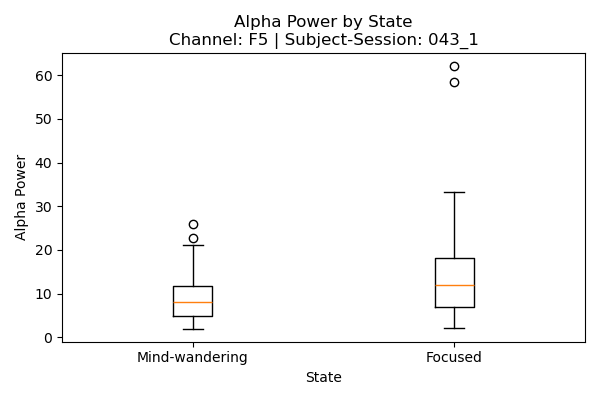 Alpha Power by State
Channel: F5 | Subject-Session: 043_1
Alpha Power
60
50
40
30
20
10
0
Mind-wandering
Focused
State